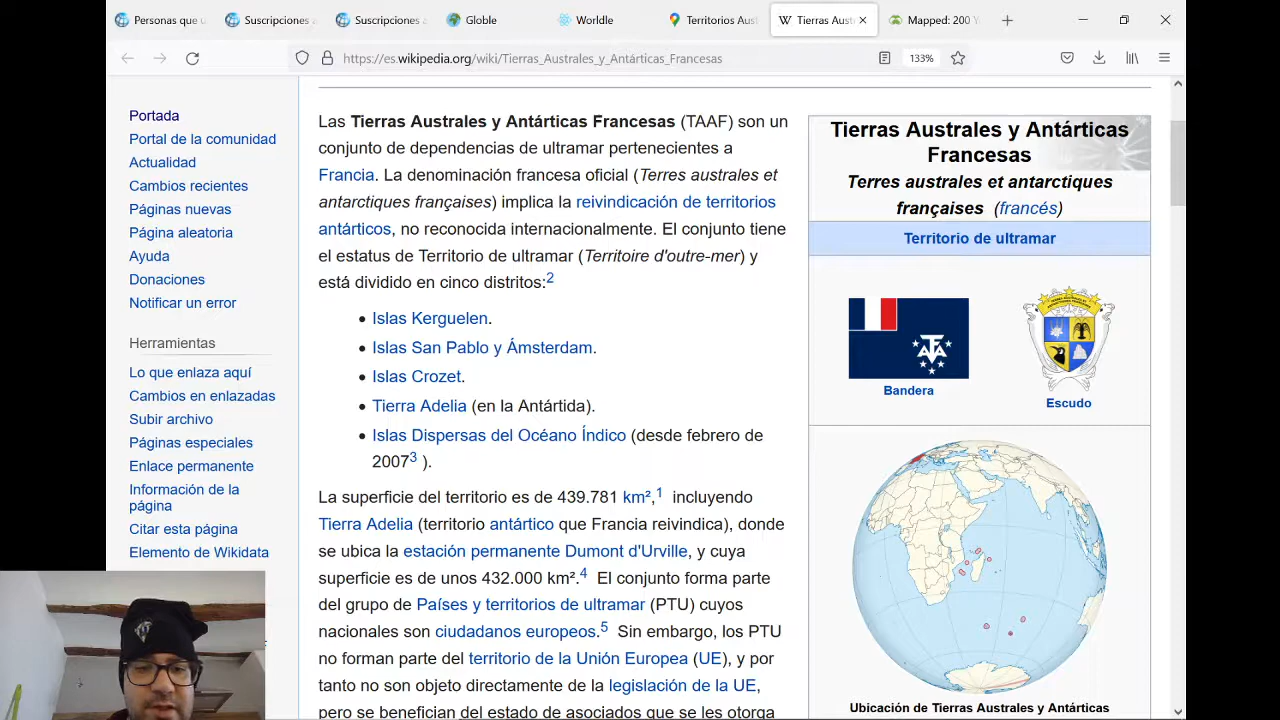 Personas que u
Suscripciones a
Suscripciones a
Globle
Worldle
Territorios Aust
Tierras Aust
Mapped: 200 Y
https://es.wikipedia.org/wiki/Tierras_Australes_y_Antárticas_Francesas
133%
Portada
Portal de la comunidad
Actualidad
Cambios recientes
Páginas nuevas
Página aleatoria
Ayuda
Donaciones
Notificar un error
Herramientas
Lo que enlaza aquí
Cambios en enlazadas
Subir archivo
Páginas especiales
Enlace permanente
Información de la
página
Citar esta página
Elemento de Wikidata
Las Tierras Australes y Antárticas Francesas (TAAF) son un
conjunto de dependencias de ultramar pertenecientes a
Francia. La denominación francesa oficial (Terres australes et
antarctiques françaises) implica la reivindicación de territorios
antárticos, no reconocida internacionalmente. El conjunto tiene
el estatus de Territorio de ultramar (Territoire d'outre-mer) y
está dividido en cinco distritos:2
• Islas Kerguelen.
• Islas San Pablo y Ámsterdam.
• Islas Crozet.
• Tierra Adelia (en la Antártida).
• Islas Dispersas del Océano Índico (desde febrero de
20073 ).
La superficie del territorio es de 439.781 km²,1 incluyendo
Tierra Adelia (territorio antártico que Francia reivindica), donde
se ubica la estación permanente Dumont d'Urville, y cuya
superficie es de unos 432.000 km².4 El conjunto forma parte
del grupo de Países y territorios de ultramar (PTU) cuyos
nacionales son ciudadanos europeos.5 Sin embargo, los PTU
no forman parte del territorio de la Unión Europea (UE), y por
tanto no son objeto directamente de la legislación de la UE,
pero se benefician del estado de asociados que se les otorga
Tierras Australes y Antárticas
Francesas
Terres australes et antarctiques
françaises (francés)
Territorio de ultramar
Bandera
Escudo
Ubicación de Tierras Australes y Antárticas